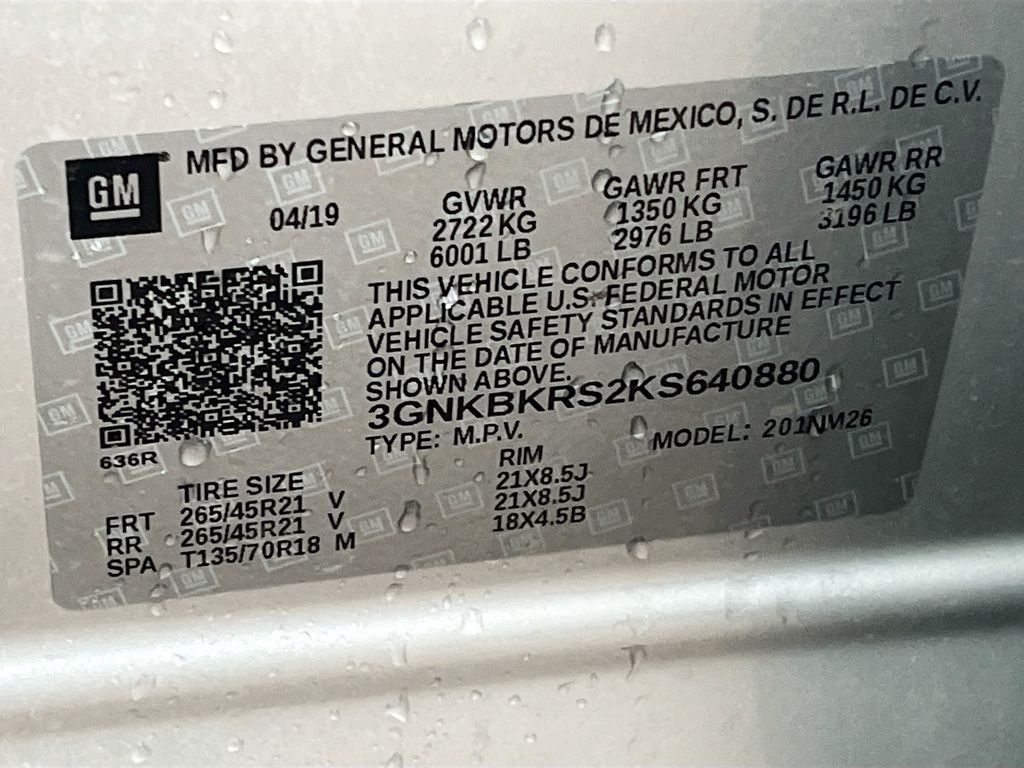 GM
MFD BY GENERAL MOTORS DE MEXICO, S. DE R.L. DE C.V.
04/19
GVWR
2722 KG
6001 LB
GAWR FRT
1350 KG
2976 LB
GAWR RR
1450 KG
3196 LB
THIS VEHICLE CONFORMS TO ALL
APPLICABLE U.S. FEDERAL MOTOR
VEHICLE SAFETY STANDARDS IN EFFECT
ON THE DATE OF MANUFACTURE
SHOWN ABOVE.
3GNKBKRS2KS640880
TYPE: M.P.V.
MODEL: 201NM26
636R
TIRE SIZE RIM
FRT 265/45R21 V 21X8.5J
RR 265/45R21 V 21X8.5J
SPA T135/70R18 M 18X4.5B